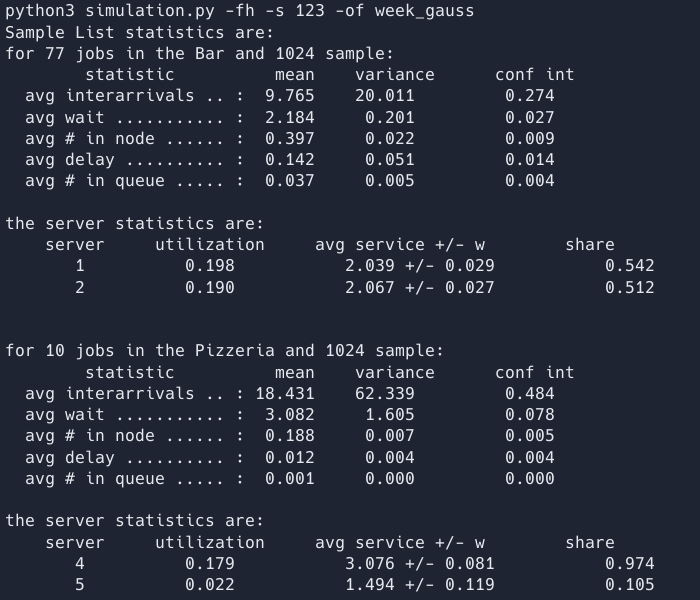 python3 simulation.py -fh -s 123 -of week_gauss
Sample List statistics are:
for 77 jobs in the Bar and 1024 sample:
        statistic          mean    variance      conf int
  avg interarrivals .. :  9.765    20.011         0.274
  avg wait ........... :  2.184     0.201         0.027
  avg # in node ...... :  0.397     0.022         0.009
  avg delay .......... :  0.142     0.051         0.014
  avg # in queue ..... :  0.037     0.005         0.004
the server statistics are:
    server     utilization     avg service +/- w        share
       1          0.198           2.039 +/- 0.029           0.542
       2          0.190           2.067 +/- 0.027           0.512
for 10 jobs in the Pizzeria and 1024 sample:
        statistic          mean    variance      conf int
  avg interarrivals .. : 18.431    62.339         0.484
  avg wait ........... :  3.082     1.605         0.078
  avg # in node ...... :  0.188     0.007         0.005
  avg delay .......... :  0.012     0.004         0.004
  avg # in queue ..... :  0.001     0.000         0.000
the server statistics are:
    server     utilization     avg service +/- w        share
       4          0.179           3.076 +/- 0.081           0.974
       5          0.022           1.494 +/- 0.119           0.105